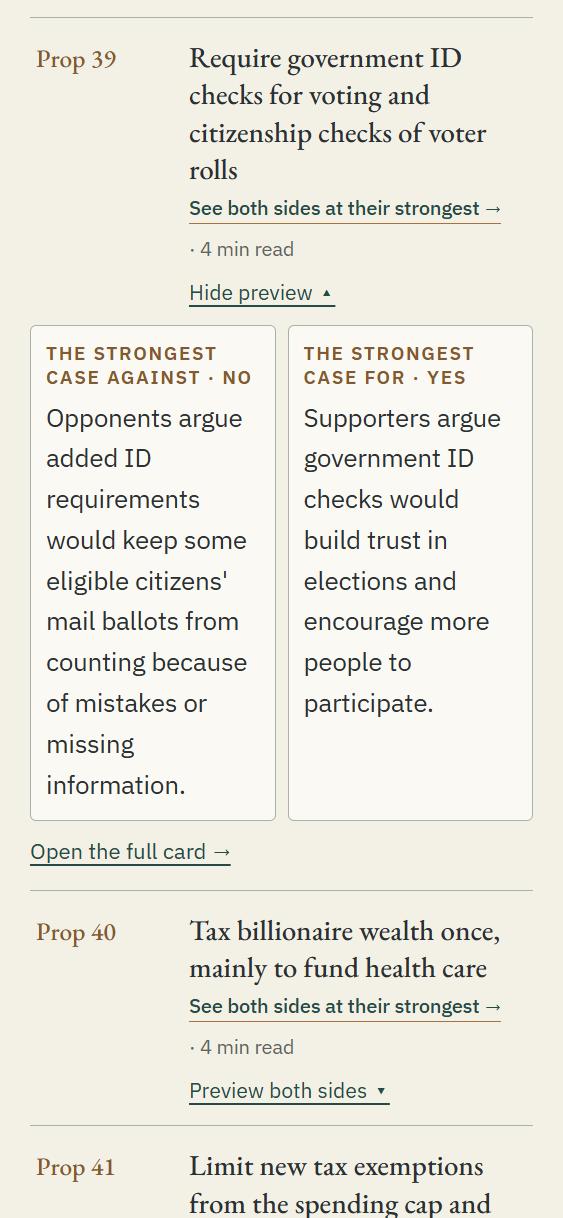 Prop 39
Require government ID
checks for voting and
citizenship checks of voter
rolls
See both sides at their strongest →
· 4 min read
Hide preview ▲
THE STRONGEST
CASE AGAINST · NO
Opponents argue
added ID
requirements
would keep some
eligible citizens'
mail ballots from
counting because
of mistakes or
missing
information.
THE STRONGEST
CASE FOR · YES
Supporters argue
government ID
checks would
build trust in
elections and
encourage more
people to
participate.
Open the full card →
Prop 40
Tax billionaire wealth once,
mainly to fund health care
See both sides at their strongest →
· 4 min read
Preview both sides ▼
Prop 41
Limit new tax exemptions
from the spending cap and